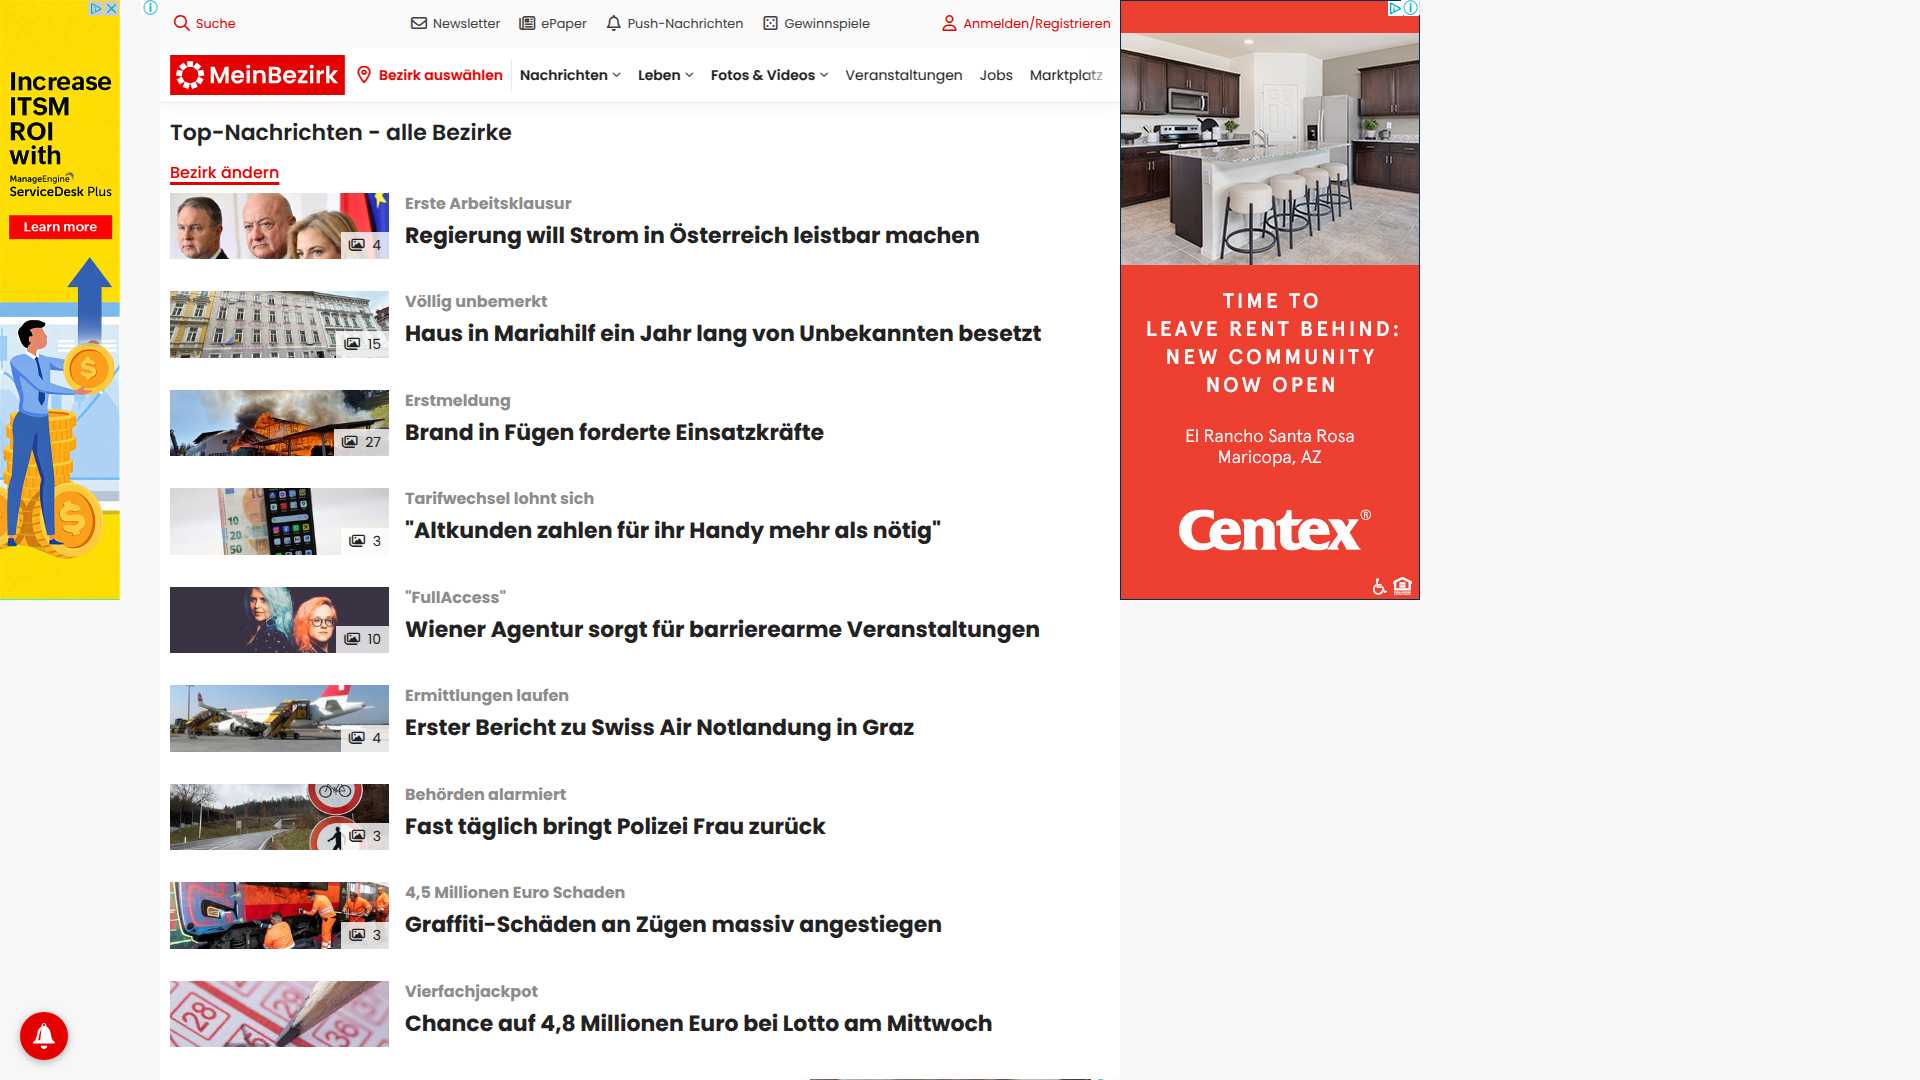 Suche
Newsletter
ePaper
Push-Nachrichten
Gewinnspiele
Anmelden/Registrieren
MeinBezirk
Bezirk auswählen
Nachrichten
Leben
Fotos & Videos
Veranstaltungen
Jobs
Marktplatz
Top-Nachrichten - alle Bezirke
Bezirk ändern
4
Erste Arbeitsklausur
Regierung will Strom in Österreich leistbar machen
15
Völlig unbemerkt
Haus in Mariahilf ein Jahr lang von Unbekannten besetzt
27
Erstmeldung
Brand in Fügen forderte Einsatzkräfte
10
20
50
3
Tarifwechsel lohnt sich
"Altkunden zahlen für ihr Handy mehr als nötig"
10
"FullAccess"
Wiener Agentur sorgt für barrierearme Veranstaltungen
4
Ermittlungen laufen
Erster Bericht zu Swiss Air Notlandung in Graz
3
Behörden alarmiert
Fast täglich bringt Polizei Frau zurück
3
4,5 Millionen Euro Schaden
Graffiti-Schäden an Zügen massiv angestiegen
28
29
36
Vierfachjackpot
Chance auf 4,8 Millionen Euro bei Lotto am Mittwoch
Increase
ITSM
ROI
with
ManageEngine
ServiceDesk Plus
Learn more
TIME TO
LEAVE RENT BEHIND:
NEW COMMUNITY
NOW OPEN
El Rancho Santa Rosa
Maricopa, AZ
Centex®